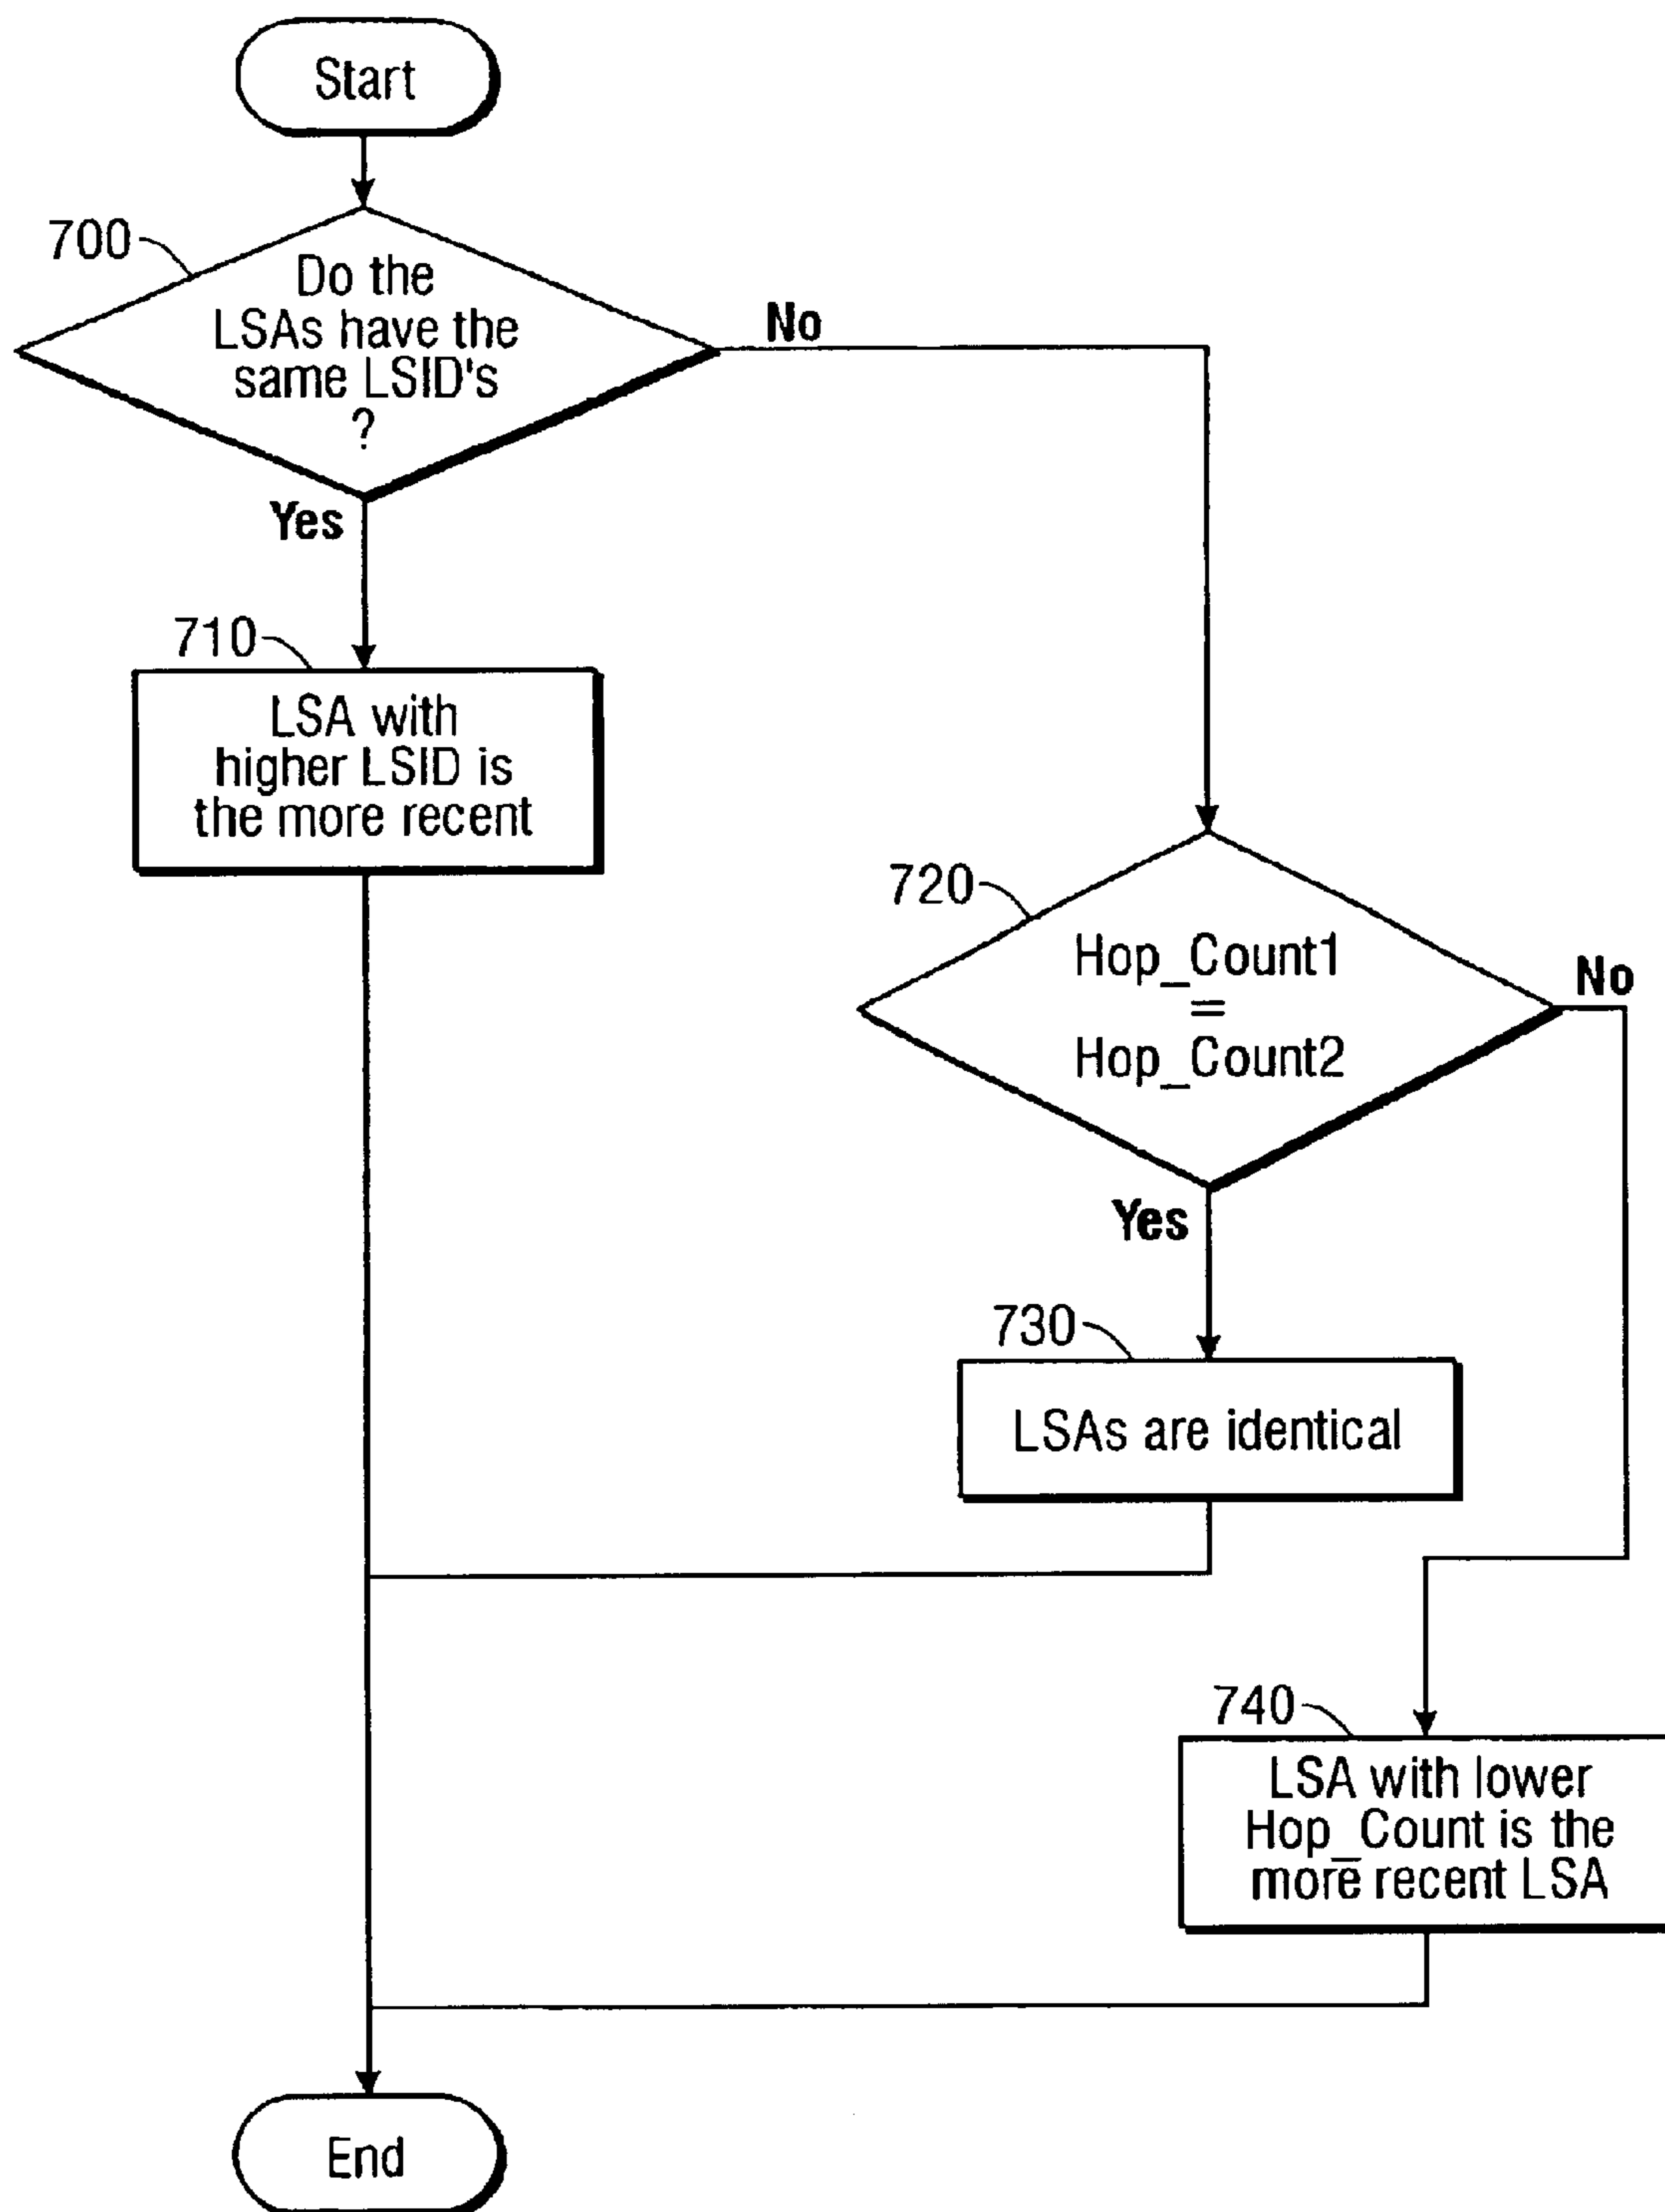 Start
700
Do the
LSAs have the
same LSID's
?
No
Yes
710
LSA with
higher LSID is
the more recent
720
Hop_Count1
=
Hop_Count2
No
Yes
730
LSAs are identical
740
LSA with lower
Hop_Count is the
more recent LSA
End